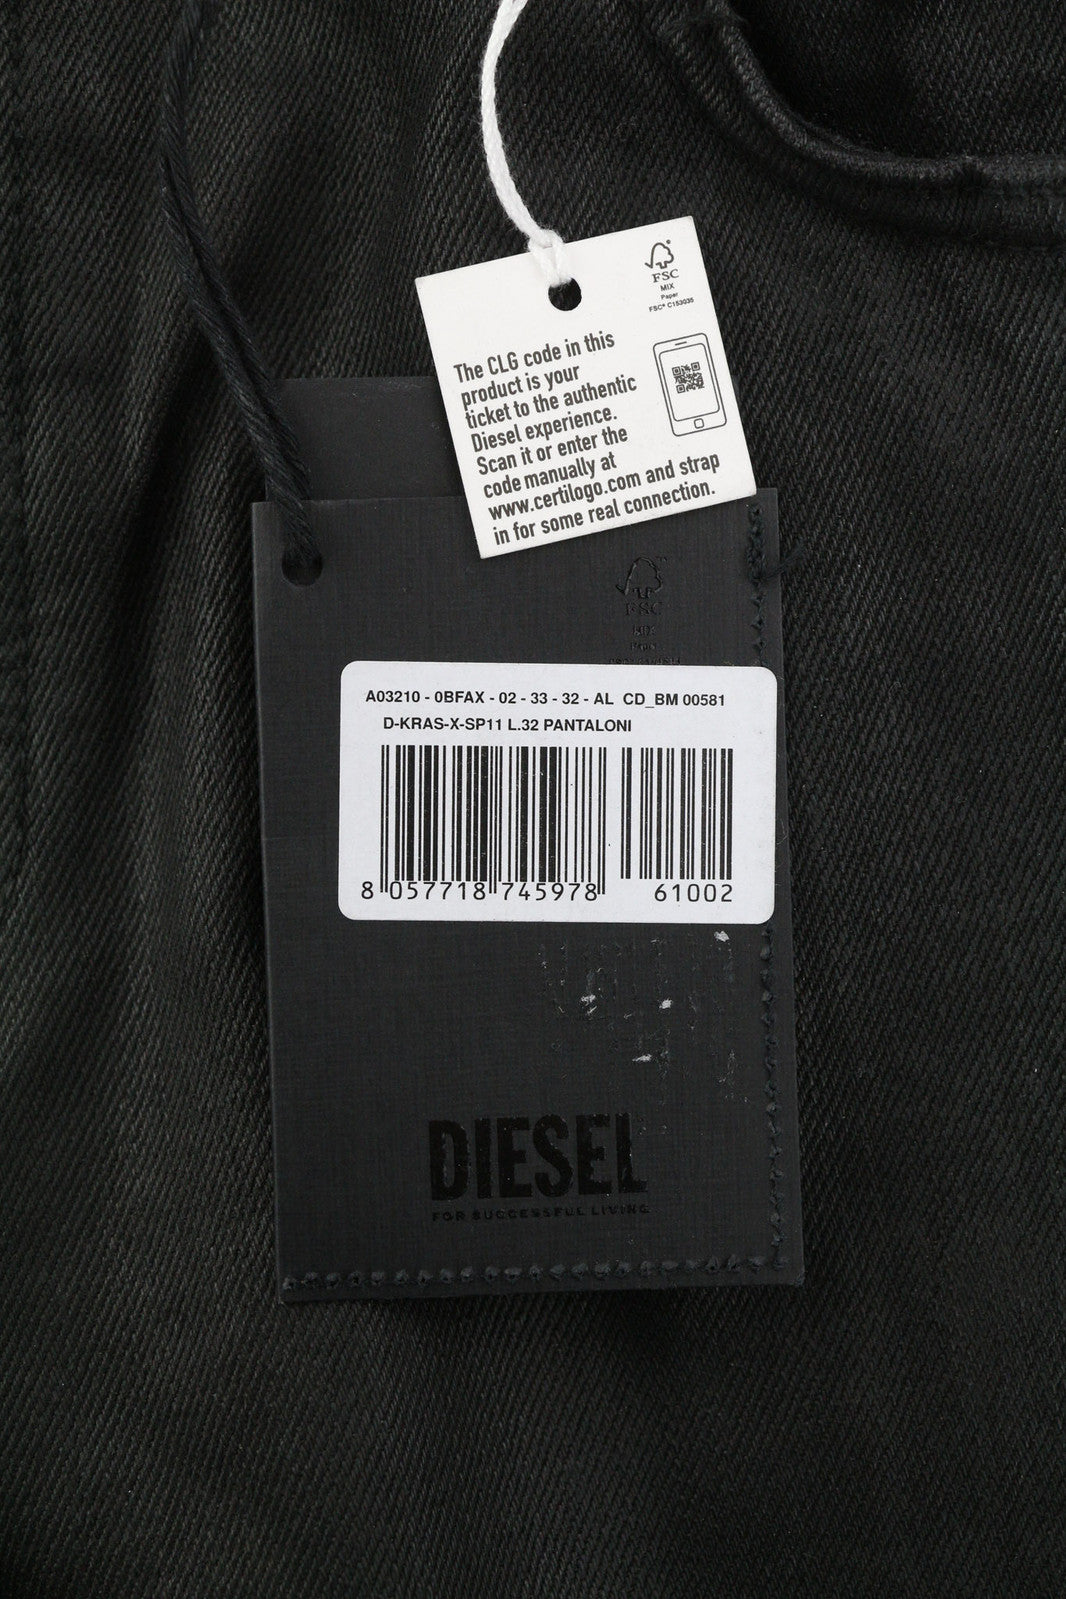 FSC
MIX
Paper
FSC® C153035
The CLG code in this
product is your
ticket to the authentic
Diesel experience.
Scan it or enter the
code manually at
www.certilogo.com and strap
in for some real connection.
FSC
MIX
Paper
A03210 - 0BFAX - 02 - 33 - 32 - AL CD_BM 00581
D-KRAS-X-SP11 L.32 PANTALONI
8 057718 745978 61002
DIESEL
FOR SUCCESSFUL LIVING